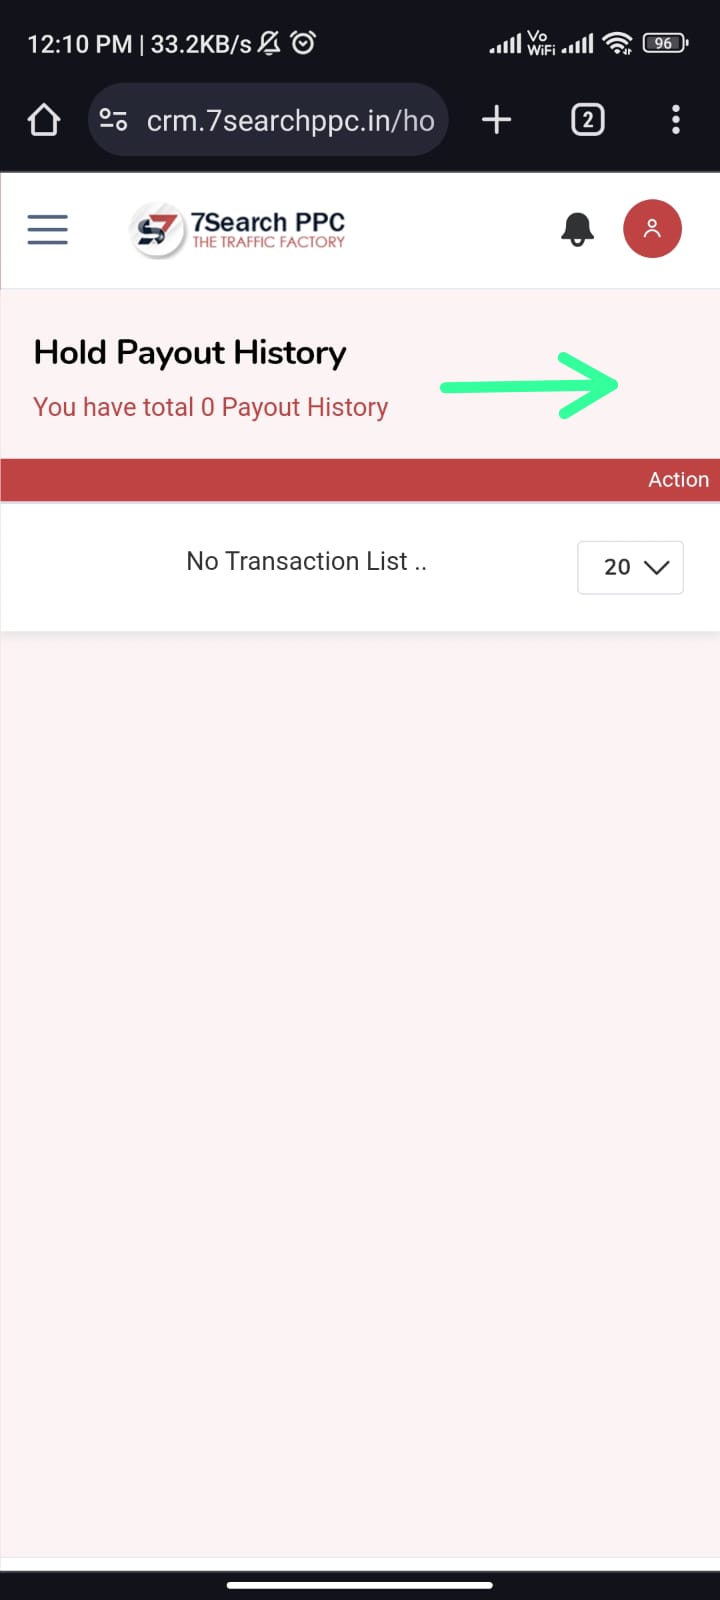 12:10 PM | 33.2KB/s Vo WiFi 96
crm.7searchppc.in/ho 2
7Search PPC
THE TRAFFIC FACTORY
Hold Payout History
You have total 0 Payout History
Action
No Transaction List ..
20